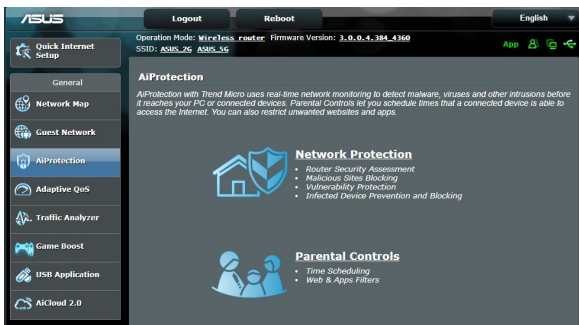 ASUS
Logout
Reboot
English
Quick Internet
Setup
Operation Mode: Wireless router Firmware Version: 3.0.0.4.384_4360
SSID: ASUS_2G ASUS_5G
App
General
Network Map
Guest Network
AiProtection
Adaptive QoS
Traffic Analyzer
Game Boost
USB Application
AiCloud 2.0
AiProtection
AiProtection with Trend Micro uses real-time network monitoring to detect malware, viruses and other intrusions before
it reaches your PC or connected devices. Parental Controls let you schedule times that a connected device is able to
access the Internet. You can also restrict unwanted websites and apps.
Network Protection
• Router Security Assessment
• Malicious Sites Blocking
• Vulnerability Protection
• Infected Device Prevention and Blocking
Parental Controls
• Time Scheduling
• Web & Apps Filters